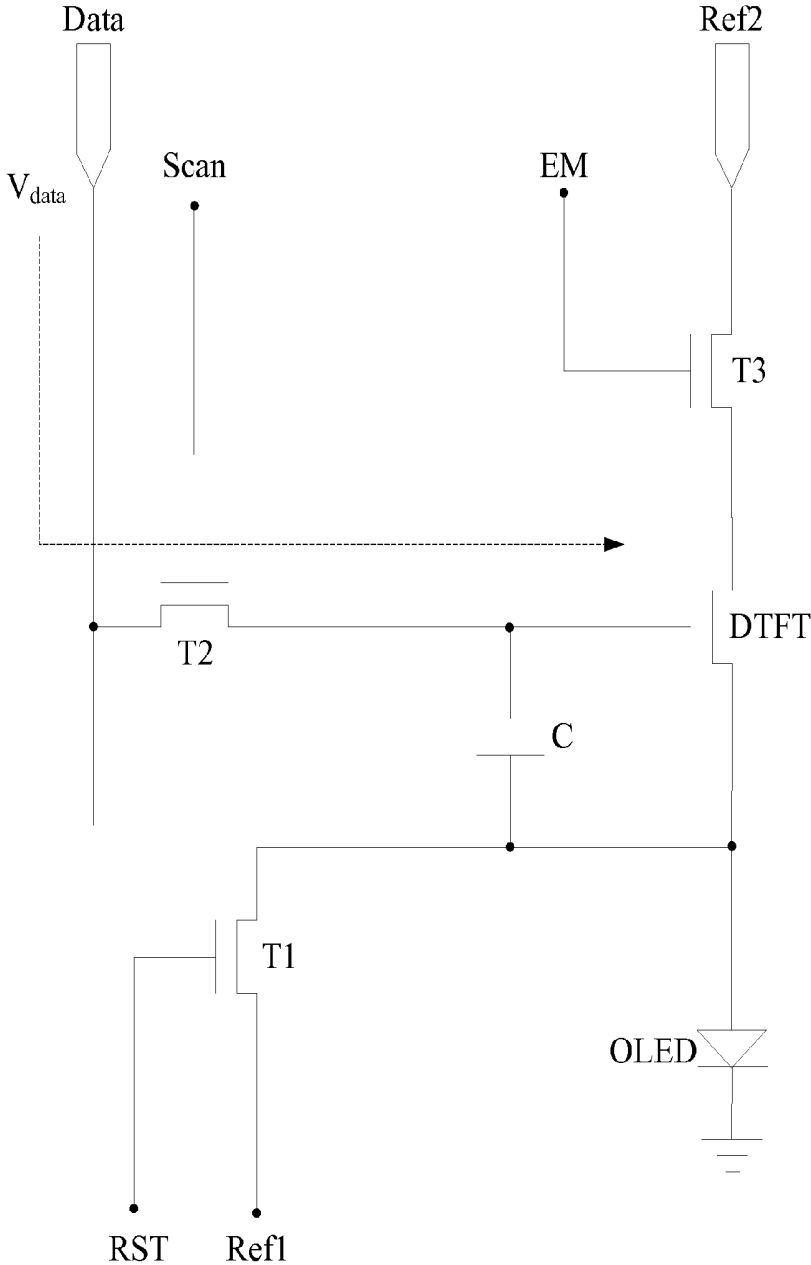 Data
Ref2
Scan
EM
Vdata
T3
DTFT
T2
C
T1
OLED
RST
Ref1